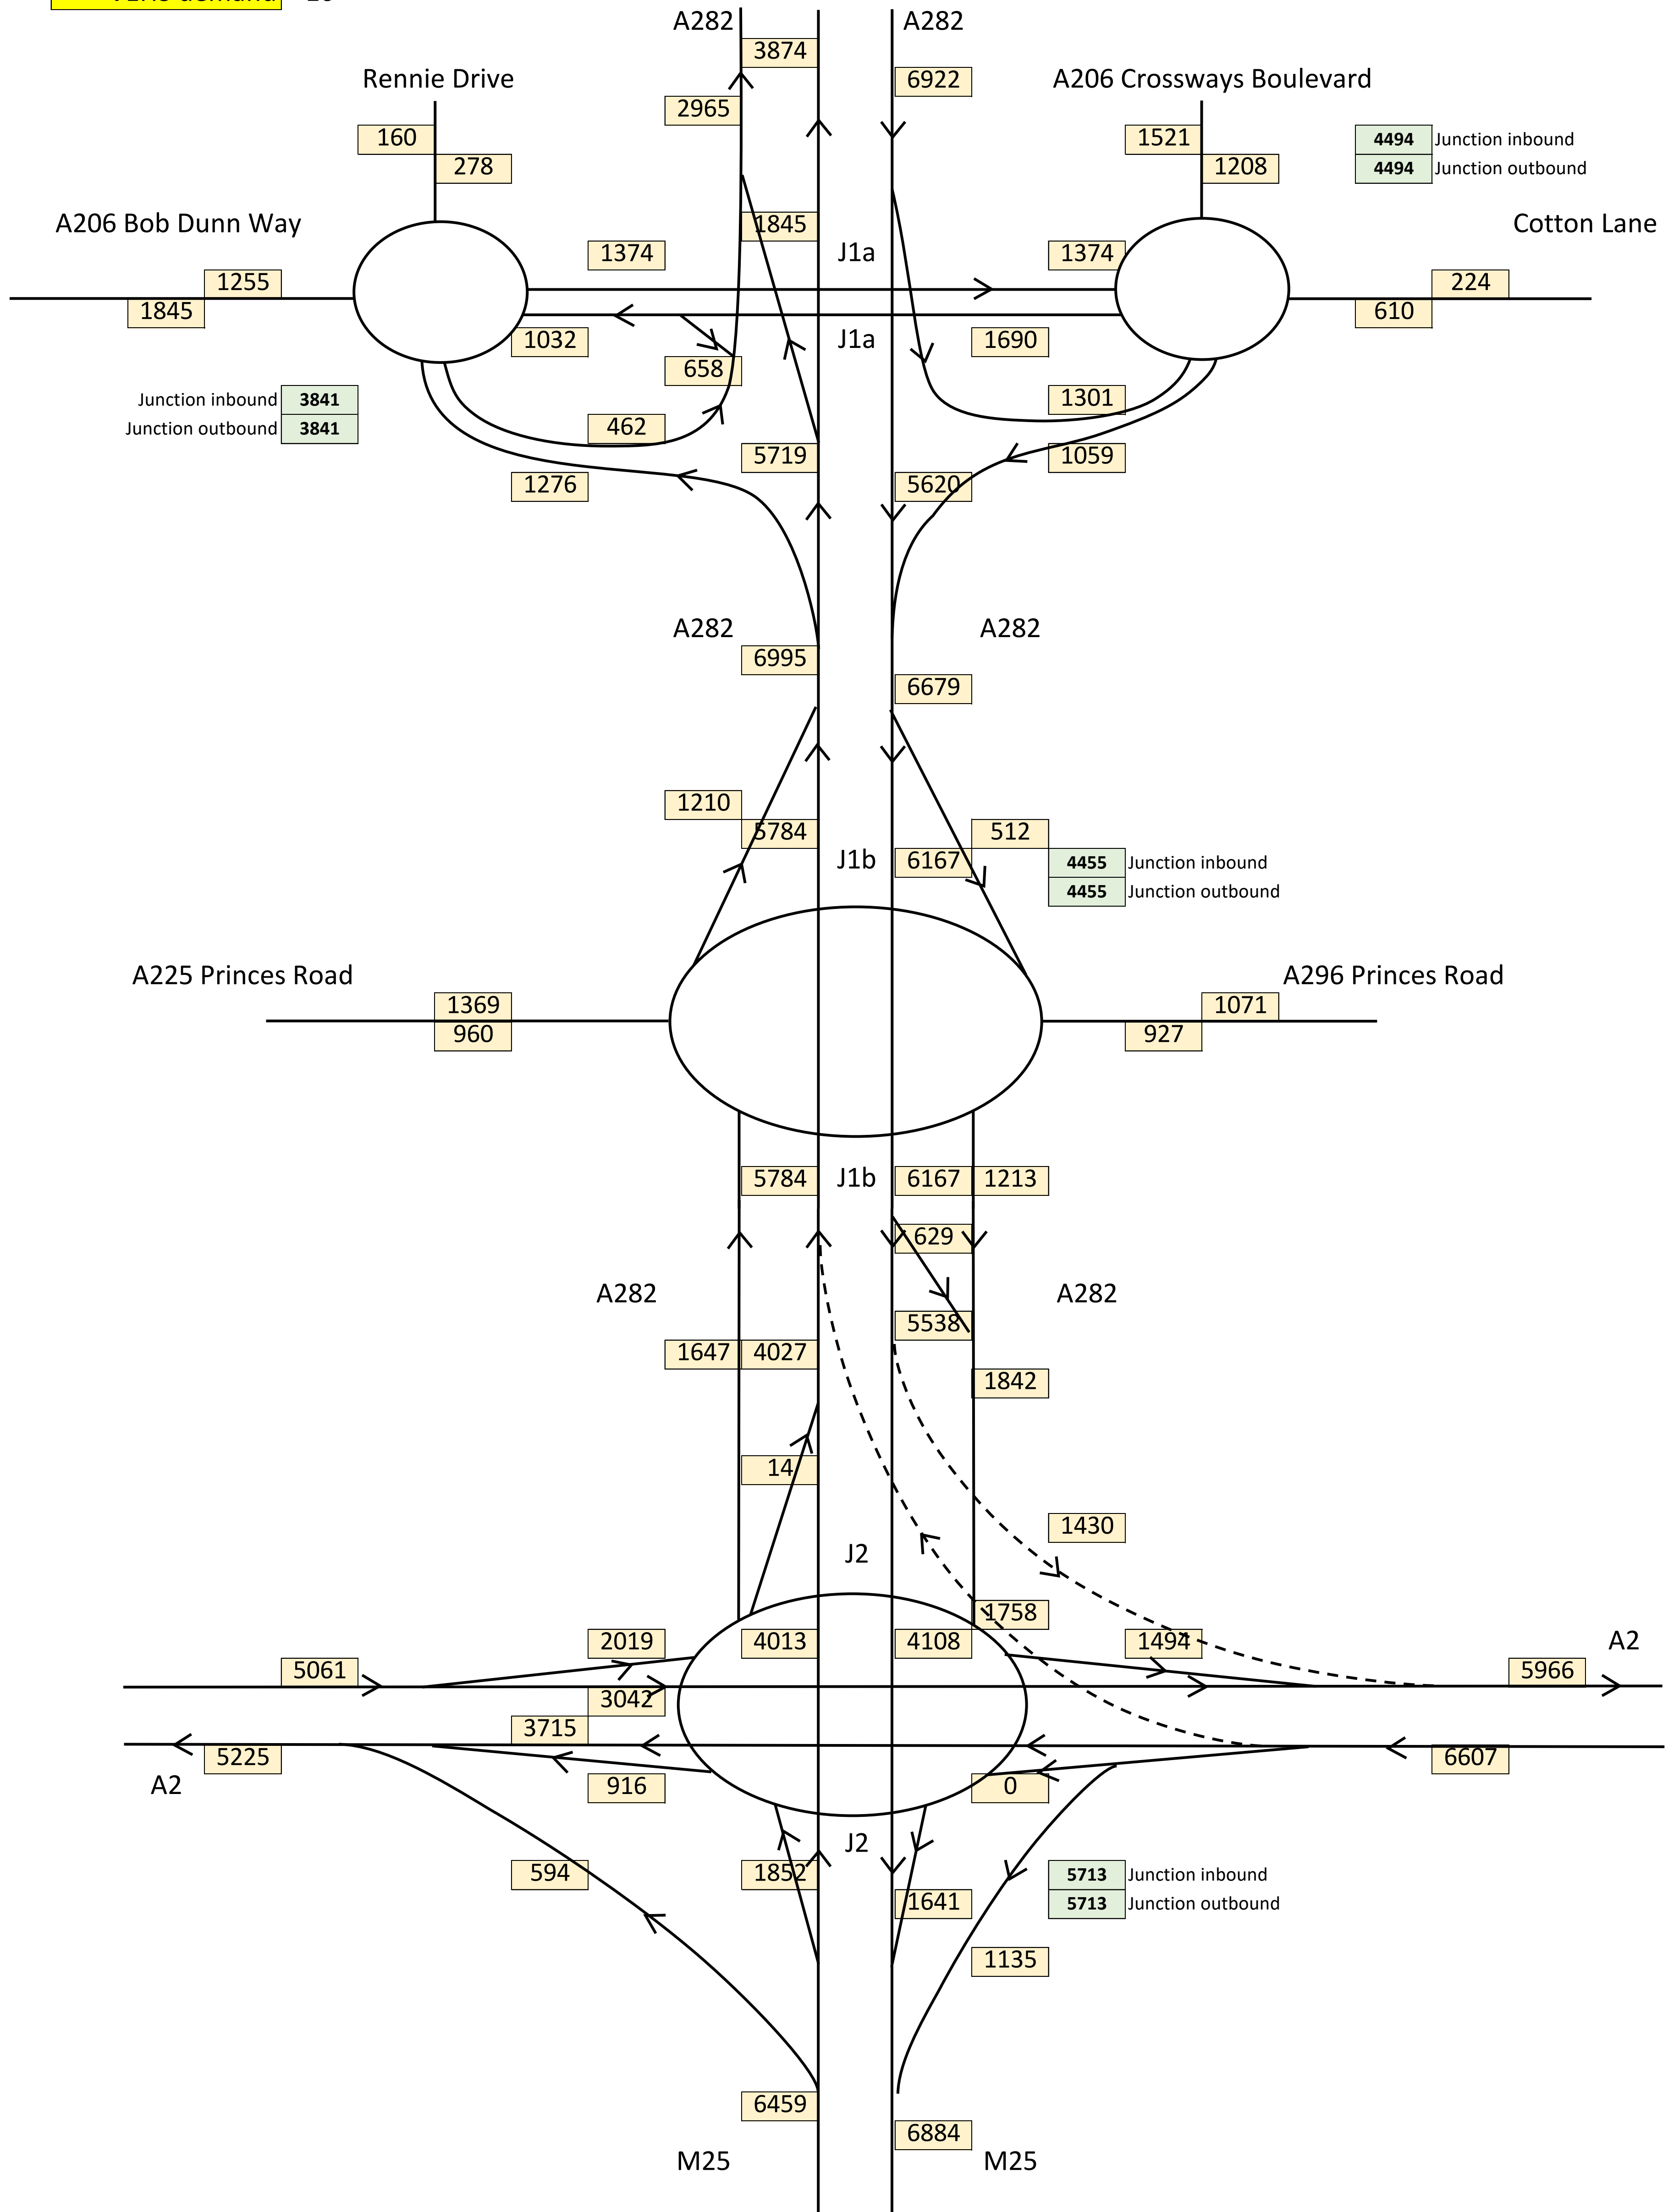 A282
A282
3874
6922
Rennie Drive
A206 Crossways Boulevard
2965
160
278
1521
1208
4494 Junction inbound
4494 Junction outbound
A206 Bob Dunn Way
1845
Cotton Lane
1374
J1a
1374
1255
1845
224
610
1032
J1a
1690
658
Junction inbound 3841
Junction outbound 3841
1301
462
5719
1059
1276
5620
A282
A282
6995
6679
1210
5784
512
J1b
6167
4455 Junction inbound
4455 Junction outbound
A225 Princes Road
A296 Princes Road
1369
960
1071
927
5784
J1b
6167
1213
629
A282
A282
5538
1647
4027
1842
14
1430
J2
1758
2019
4013
4108
1494
A2
5061
5966
3042
3715
5225
6607
A2
916
0
J2
594
1852
5713 Junction inbound
1641
5713 Junction outbound
1135
6459
6884
M25
M25